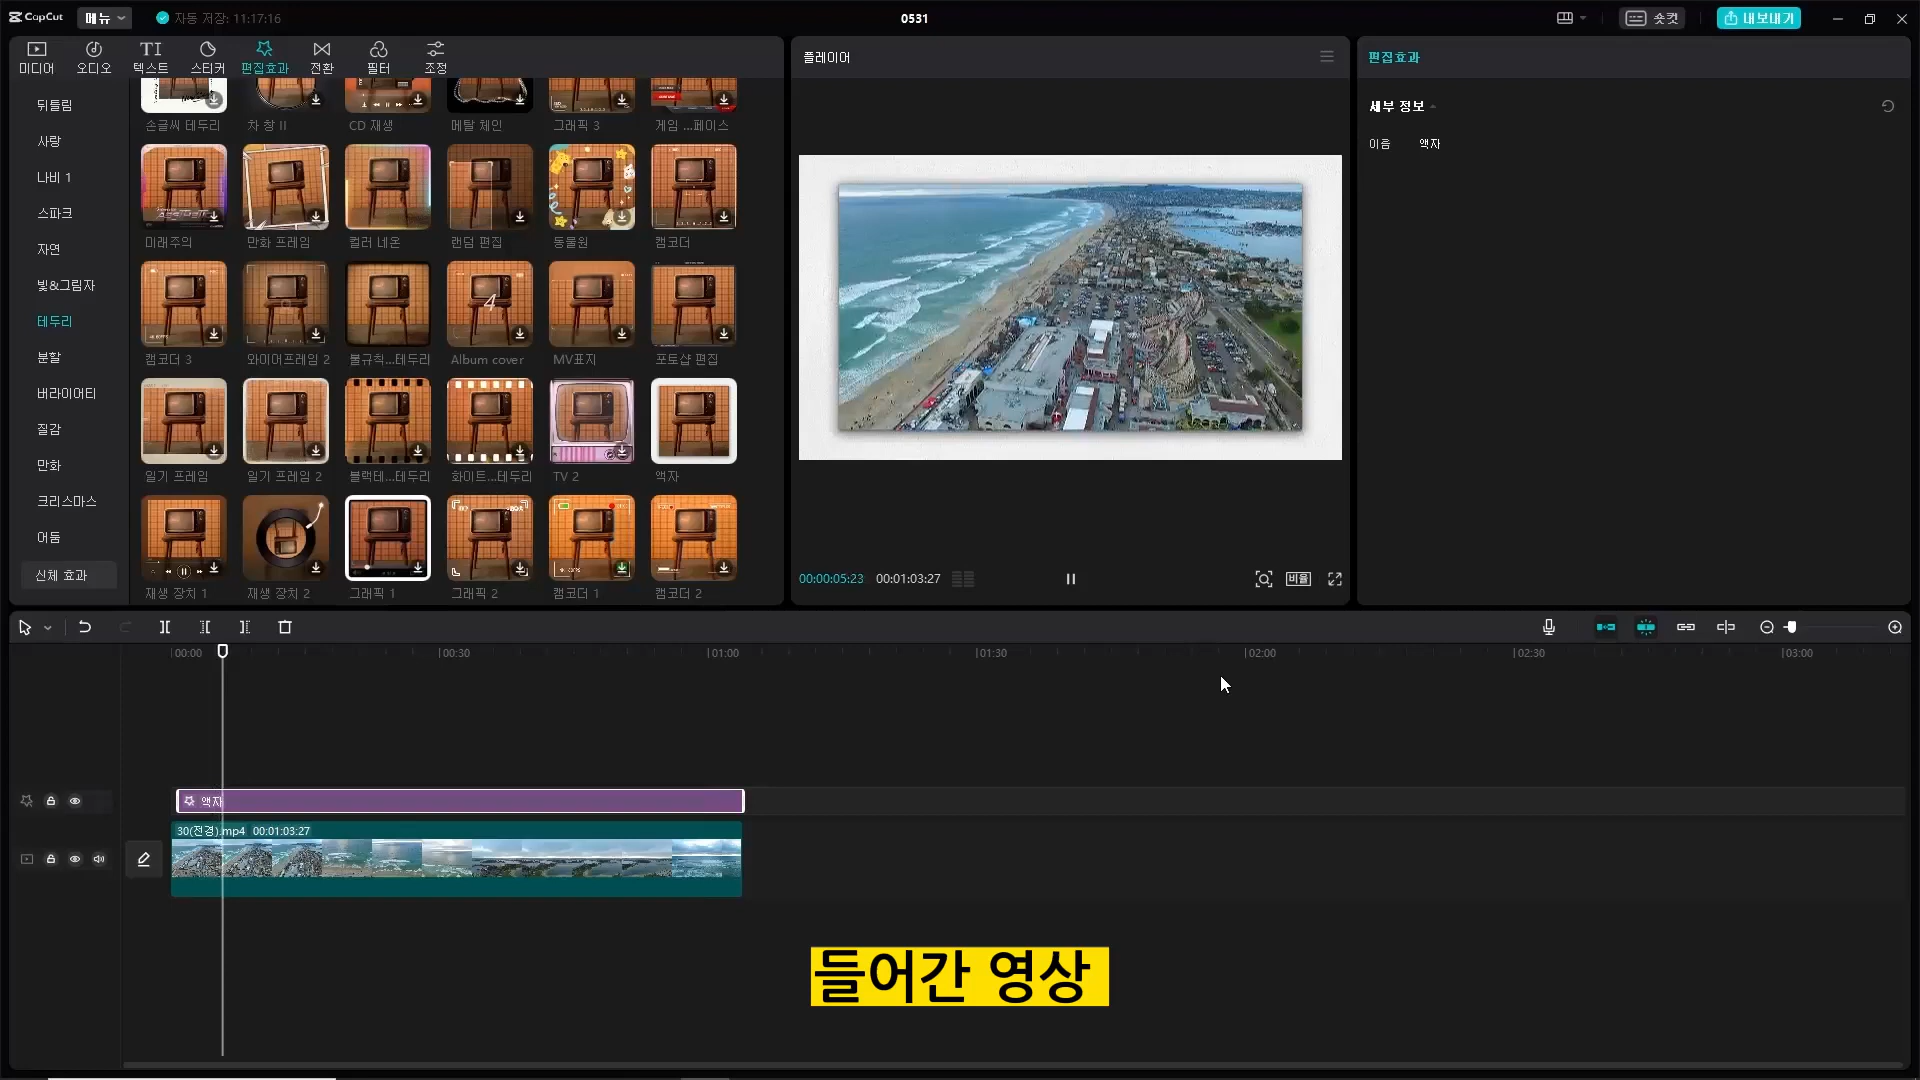 CapCut
메뉴
자동 저장: 11:17:16
0531
숏컷
내보내기
미디어
오디오
텍스트
스티커
편집효과
전환
필터
조정
뒤틀림
사랑
나비 1
스파크
자연
빛&그림자
테두리
분할
버라이어티
질감
만화
크리스마스
어둠
신체 효과
손글씨 테두리
차 창 II
CD 재생
메탈 체인
그래픽 3
게임 ...페이스
미래주의
만화 프레임
컬러 네온
랜덤 편집
동물원
캠코더
캠코더 3
와이어프레임 2
불규칙...테두리
Album cover
MV표지
포토샵 편집
일기 프레임
일기 프레임 2
블랙테...테두리
화이트...테두리
TV 2
액자
재생 장치 1
재생 장치 2
그래픽 1
그래픽 2
캠코더 1
캠코더 2
플레이어
00:00:05:23
00:01:03:27
비율
편집효과
세부 정보
이름
액자
00:00
00:30
01:00
01:30
02:00
02:30
03:00
액자
30(전경).mp4
00:01:03:27
들어간 영상